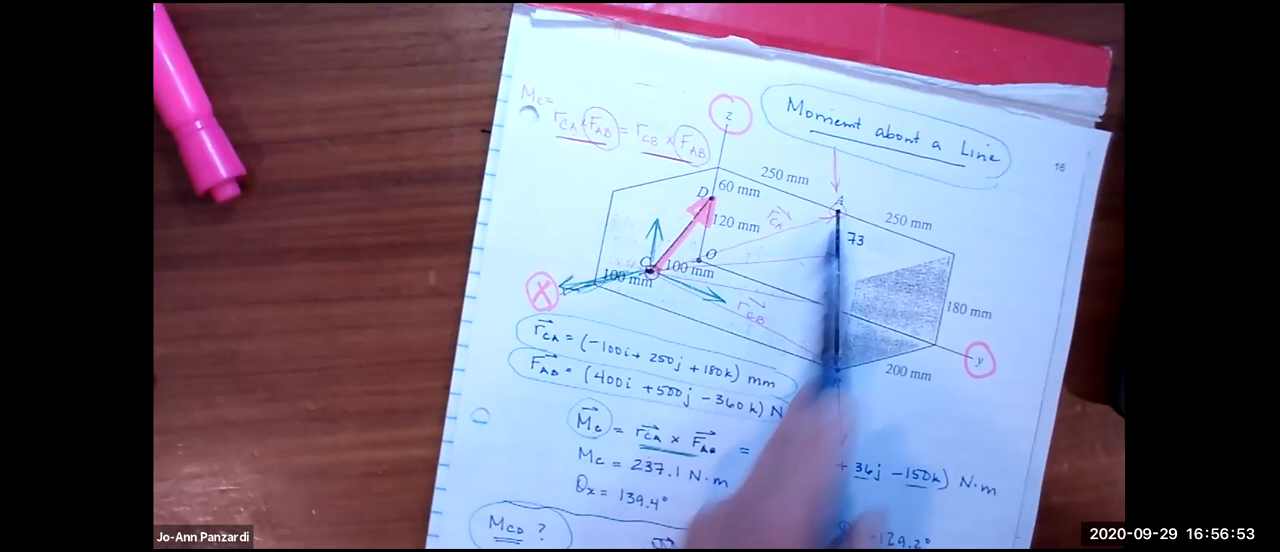 Moment about a Line
16
Mc =
rCA × FAB = rCB × FAB
z
250 mm
D
60 mm
A
250 mm
rCA
120 mm
73
O
C
100 mm
100 mm
X
180 mm
rCB
y
B
200 mm
rCA = (-100i + 250j + 180k) mm
FAB = (400i + 500j - 360k) N
Mc = rCA × FAB =
+ 36j - 150k) N·m
Mc = 237.1 N·m
θx = 139.4°
129.2°
MCD ?
Jo-Ann Panzardi
2020-09-29 16:56:53